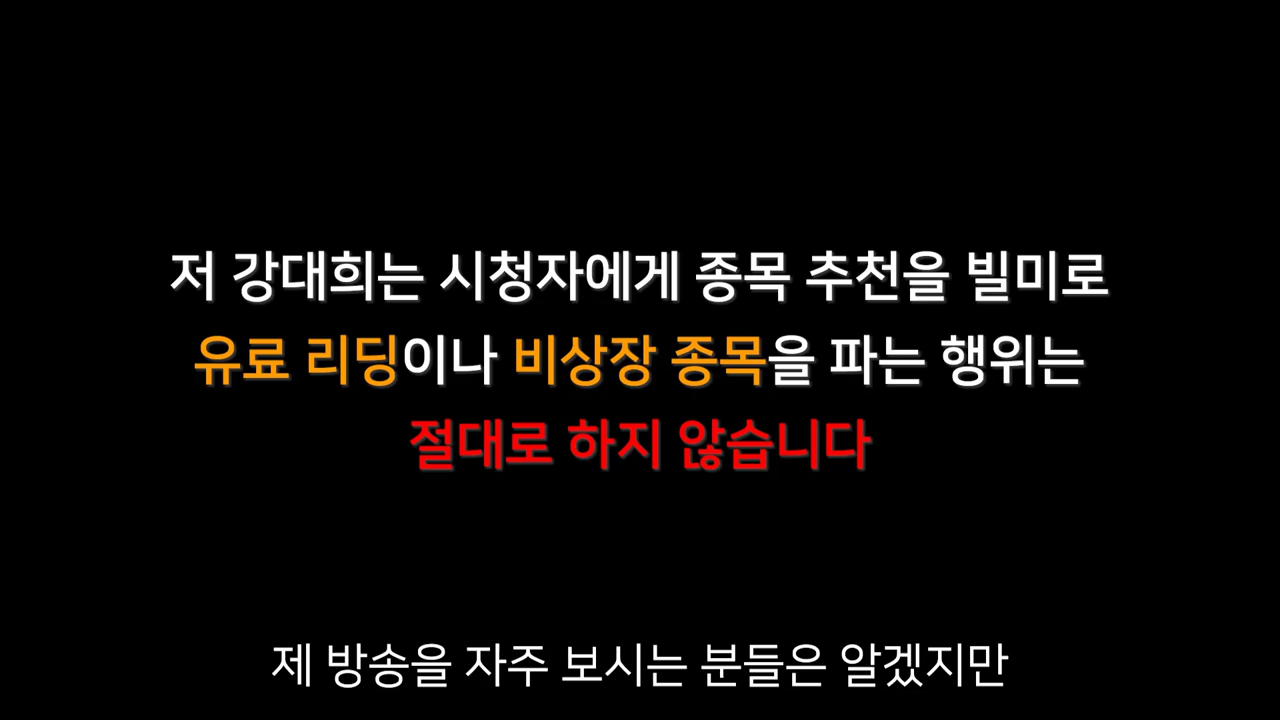 저 강대희는 시청자에게 종목 추천을 빌미로
유료 리딩이나 비상장 종목을 파는 행위는
절대로 하지 않습니다
제 방송을 자주 보시는 분들은 알겠지만